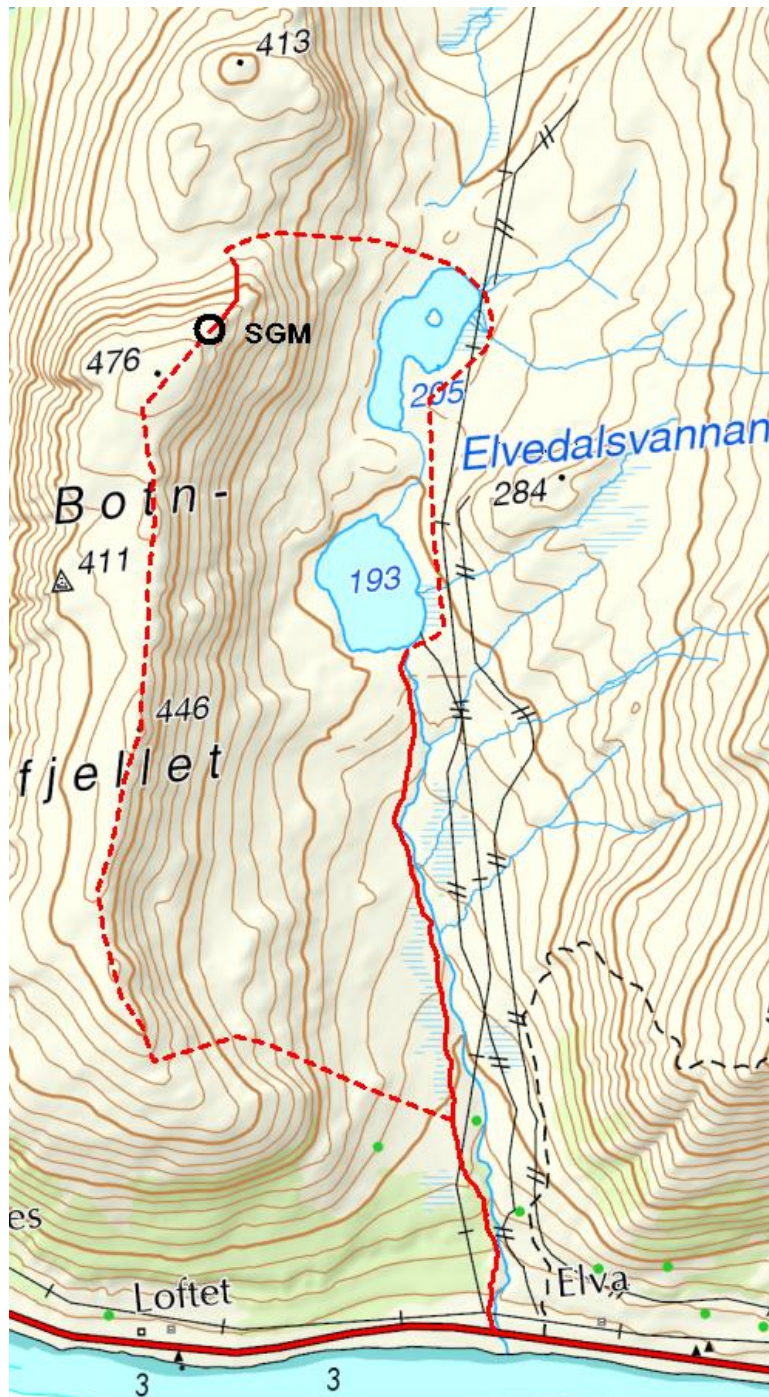 413
SGM
476
205
Elvedalsvannan
284
Botn-
411
193
446
fjellet
es
Loftet
Elva
3
3